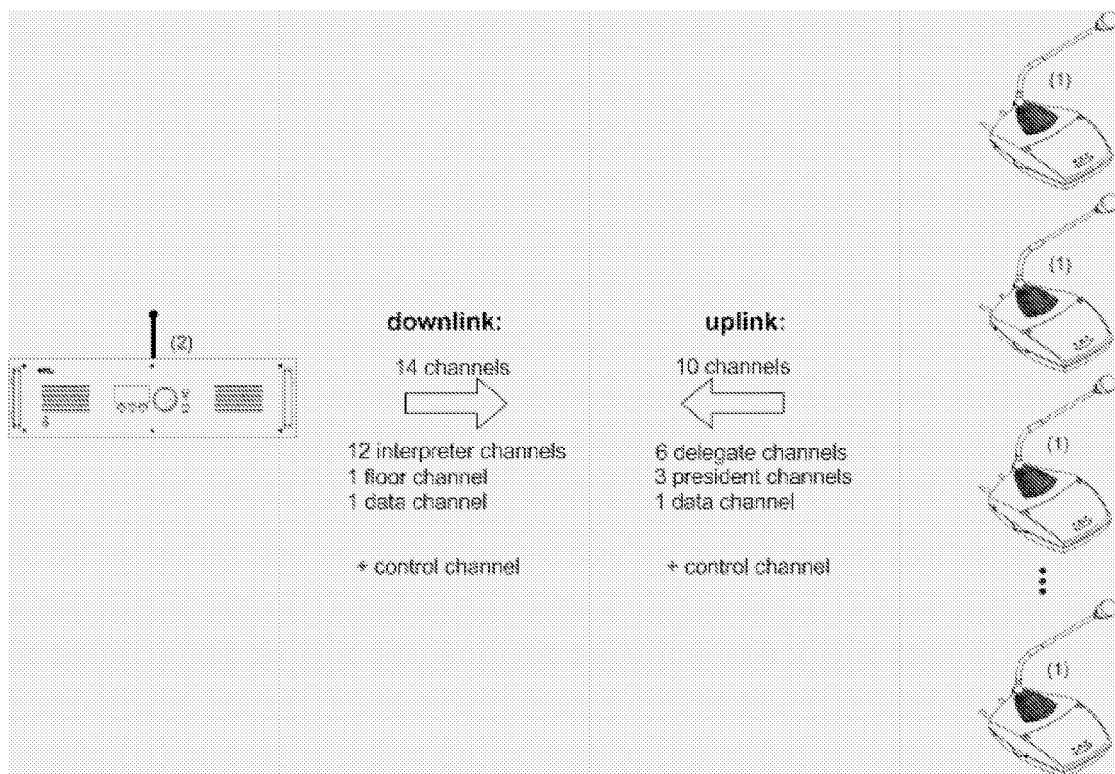 (1)
(1)
(2)
downlink:
uplink:
14 channels
10 channels
12 interpreter channels
1 floor channel
1 data channel
6 delegate channels
3 president channels
1 data channel
(1)
+ control channel
+ control channel
(1)